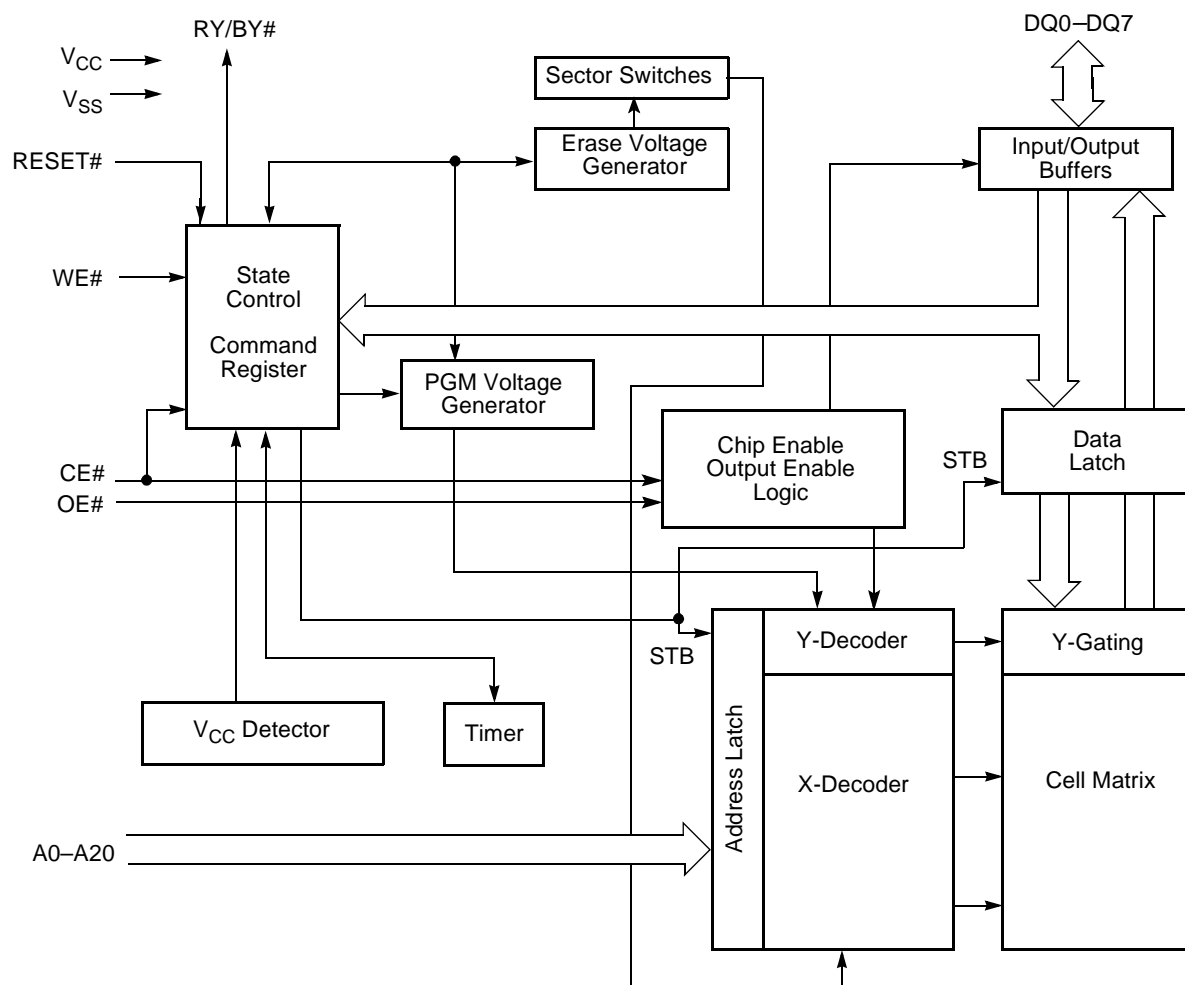 RY/BY#
DQ0–DQ7
VCC
VSS
Sector Switches
RESET#
Erase Voltage
Generator
Input/Output
Buffers
WE#
State
Control
Command
Register
PGM Voltage
Generator
Chip Enable
Output Enable
Logic
STB
Data
Latch
CE#
OE#
STB
Y-Decoder
Y-Gating
VCC Detector
Timer
Address Latch
X-Decoder
Cell Matrix
A0–A20